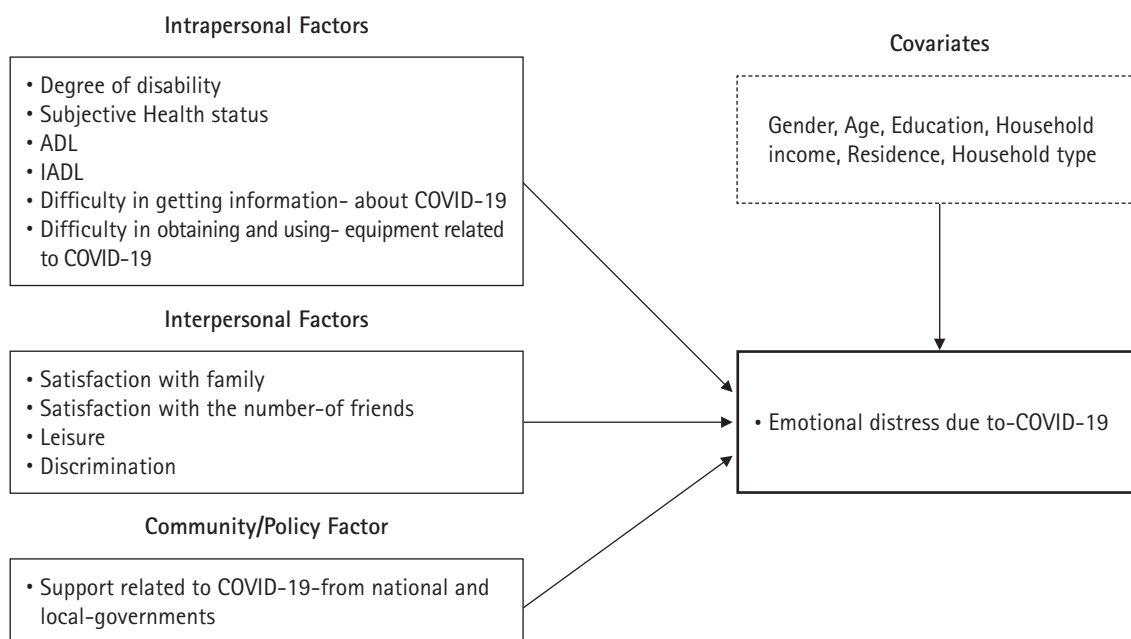 Intrapersonal Factors
• Degree of disability
• Subjective Health status
• ADL
• IADL
• Difficulty in getting information- about COVID-19
• Difficulty in obtaining and using- equipment related
to COVID-19
Interpersonal Factors
• Satisfaction with family
• Satisfaction with the number-of friends
• Leisure
• Discrimination
Community/Policy Factor
• Support related to COVID-19-from national and
local-governments
Covariates
Gender, Age, Education, Household
income, Residence, Household type
• Emotional distress due to-COVID-19